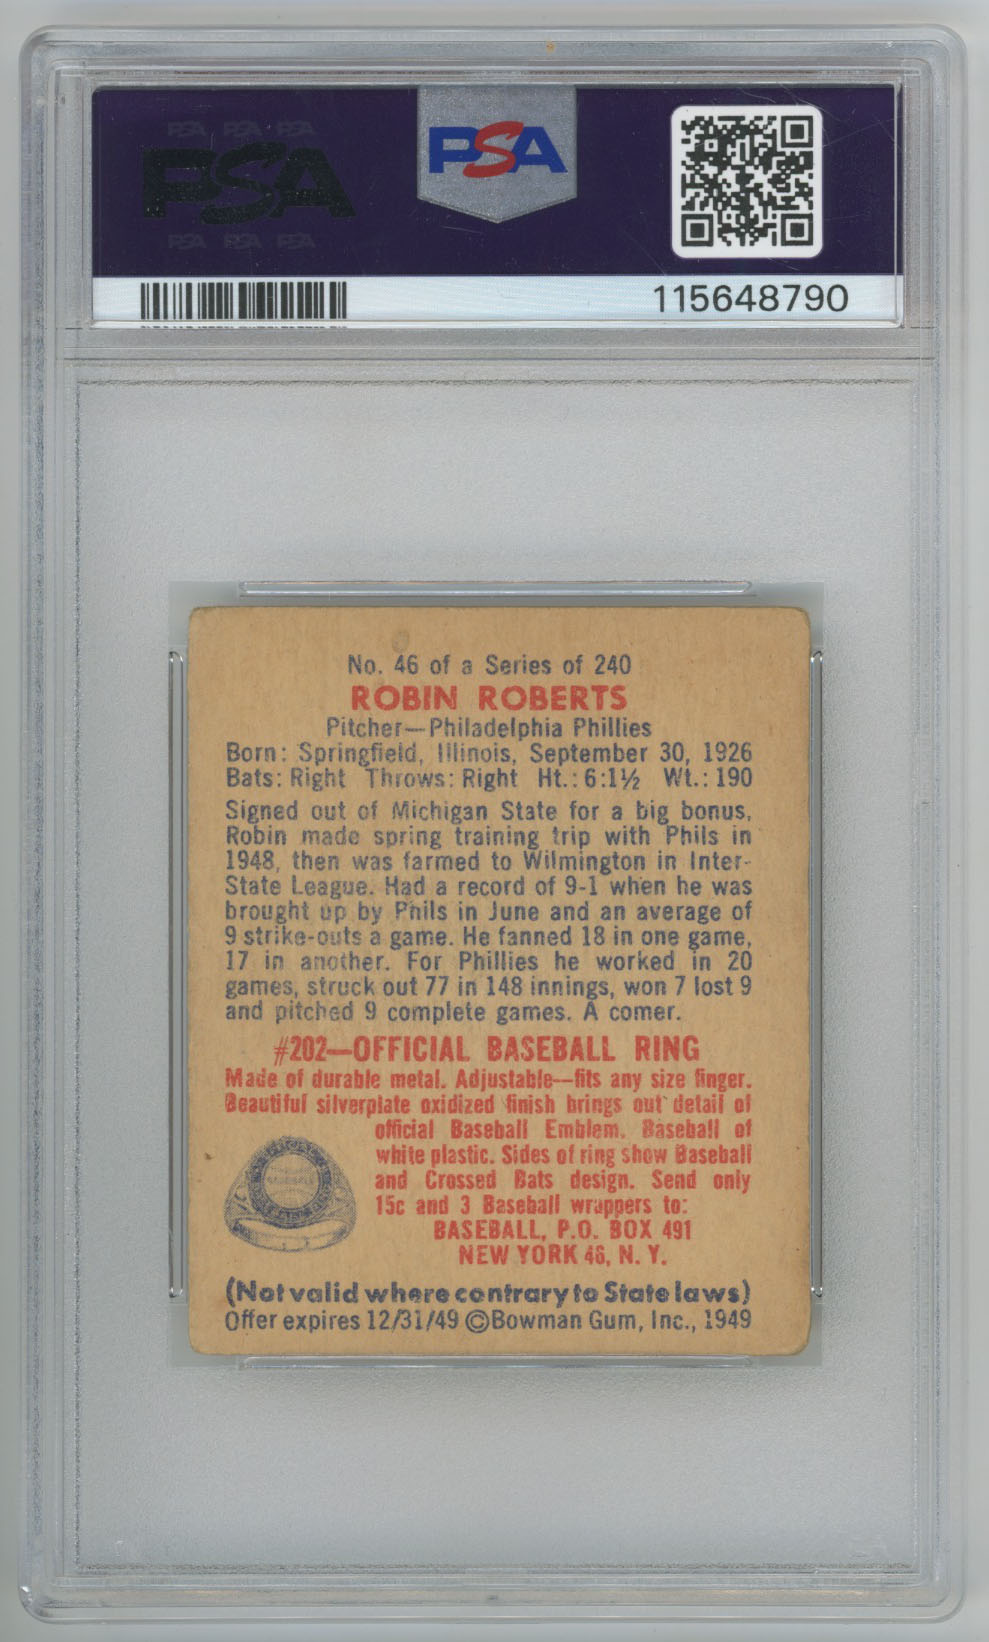 PSA PSA PSA
PSA
PSA PSA PSA
PSA
115648790
No. 46 of a Series of 240
ROBIN ROBERTS
Pitcher—Philadelphia Phillies
Born: Springfield, Illinois, September 30, 1926
Bats: Right Throws: Right Ht.: 6:1½ Wt.: 190
Signed out of Michigan State for a big bonus,
Robin made spring training trip with Phils in
1948, then was farmed to Wilmington in Inter-
State League. Had a record of 9-1 when he was
brought up by Phils in June and an average of
9 strike-outs a game. He fanned 18 in one game,
17 in another. For Phillies he worked in 20
games, struck out 77 in 148 innings, won 7 lost 9
and pitched 9 complete games. A comer.
#202—OFFICIAL BASEBALL RING
Made of durable metal. Adjustable—fits any size finger.
Beautiful silverplate oxidized finish brings out detail of
official Baseball Emblem. Baseball of
white plastic. Sides of ring show Baseball
and Crossed Bats design. Send only
15c and 3 Baseball wrappers to:
BASEBALL, P.O. BOX 491
NEW YORK 46, N. Y.
(Not valid where contrary to State laws)
Offer expires 12/31/49 ©Bowman Gum, Inc., 1949